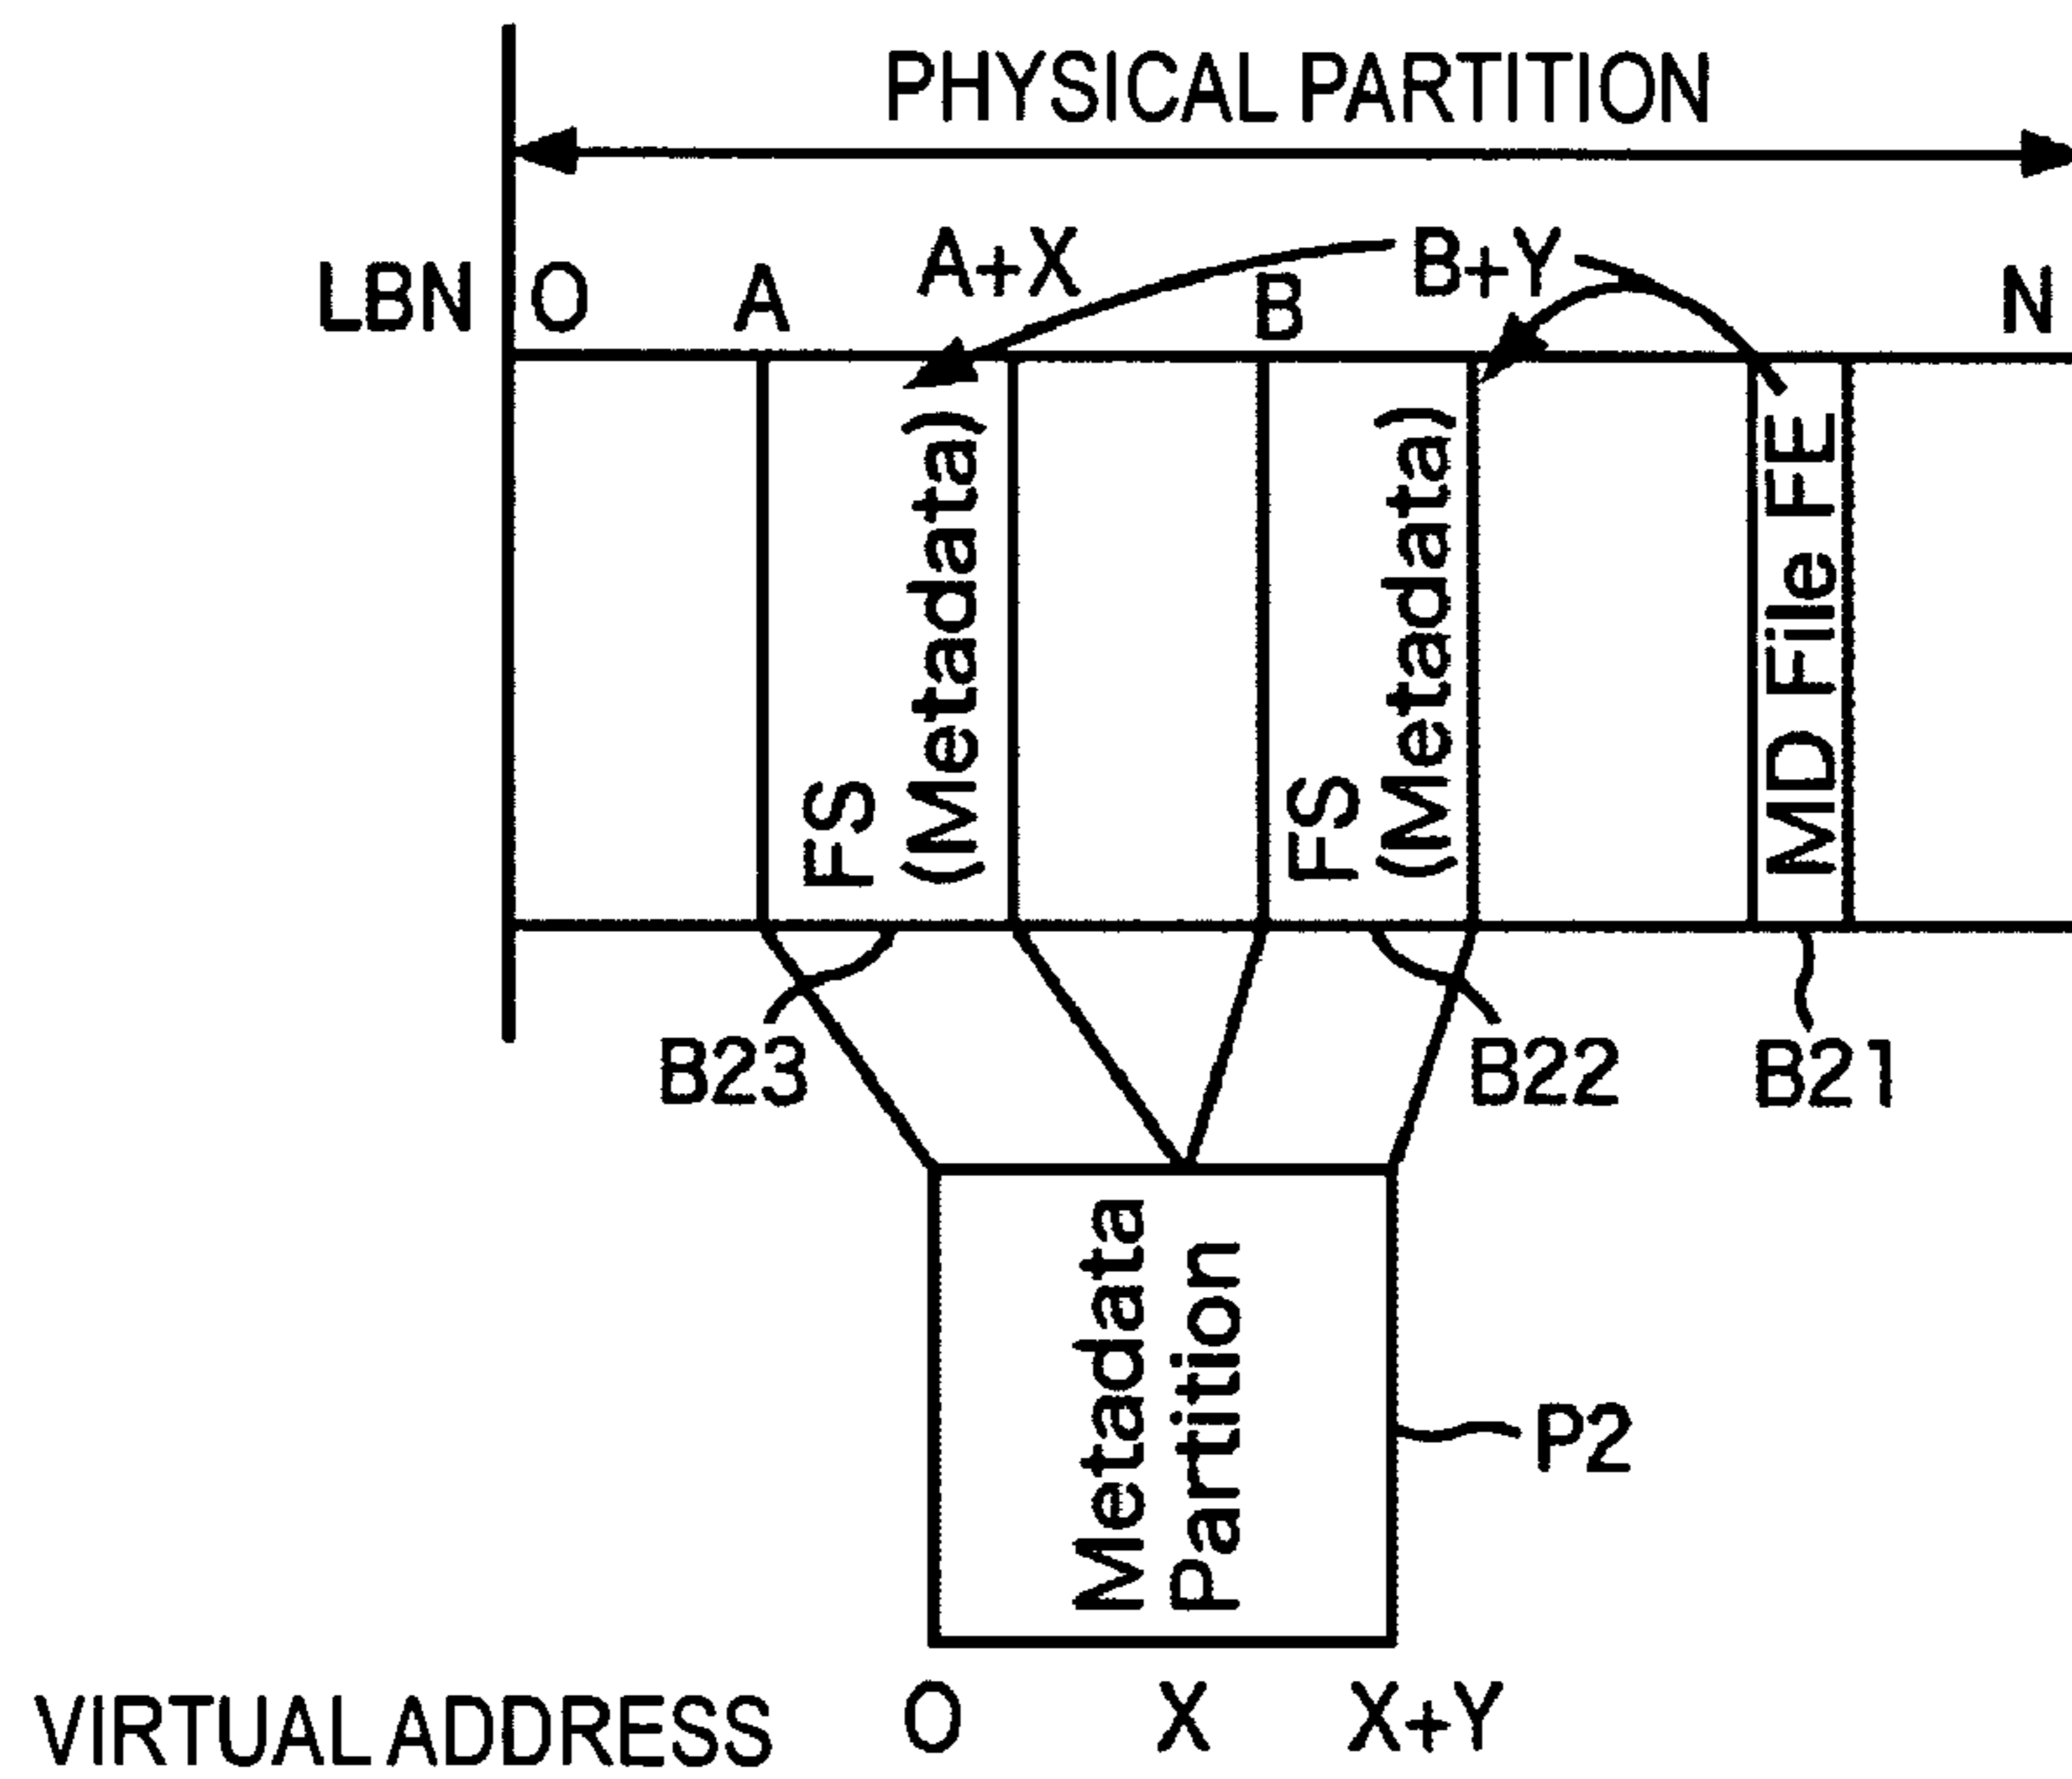 PHYSICAL PARTITION
LBN O A A+X B B+Y N
FS
(Metadata)
FS
(Metadata)
MD File FE
B23
B22
B21
Metadata
Partition
P2
VIRTUAL ADDRESS O X X+Y